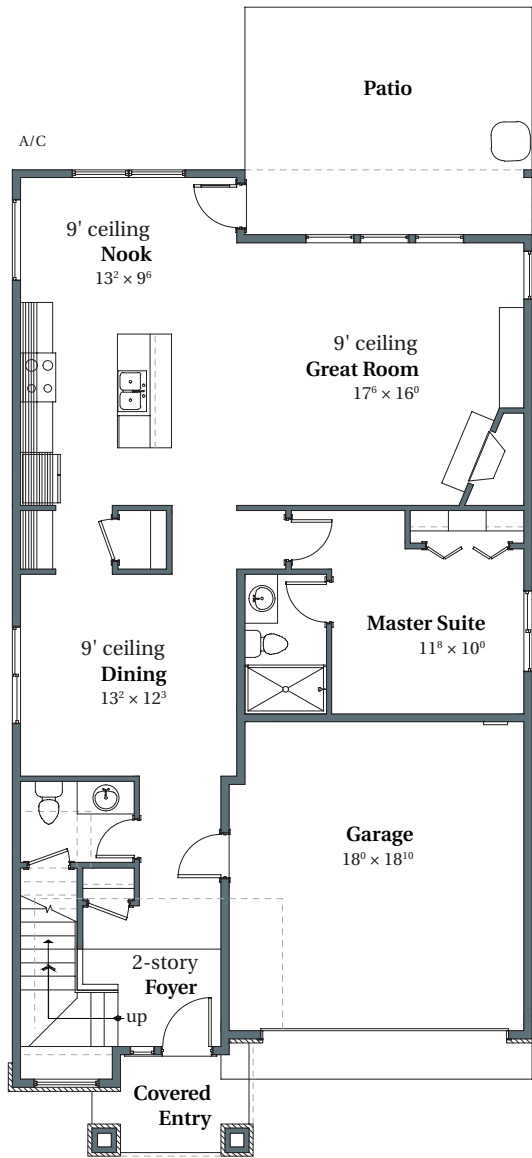 Patio
A/C
9' ceiling
Nook
13² × 9⁶
9' ceiling
Great Room
17⁶ × 16⁰
9' ceiling
Dining
13² × 12³
Master Suite
11⁸ × 10⁰
Garage
18⁰ × 18¹⁰
2-story
Foyer
up
Covered
Entry